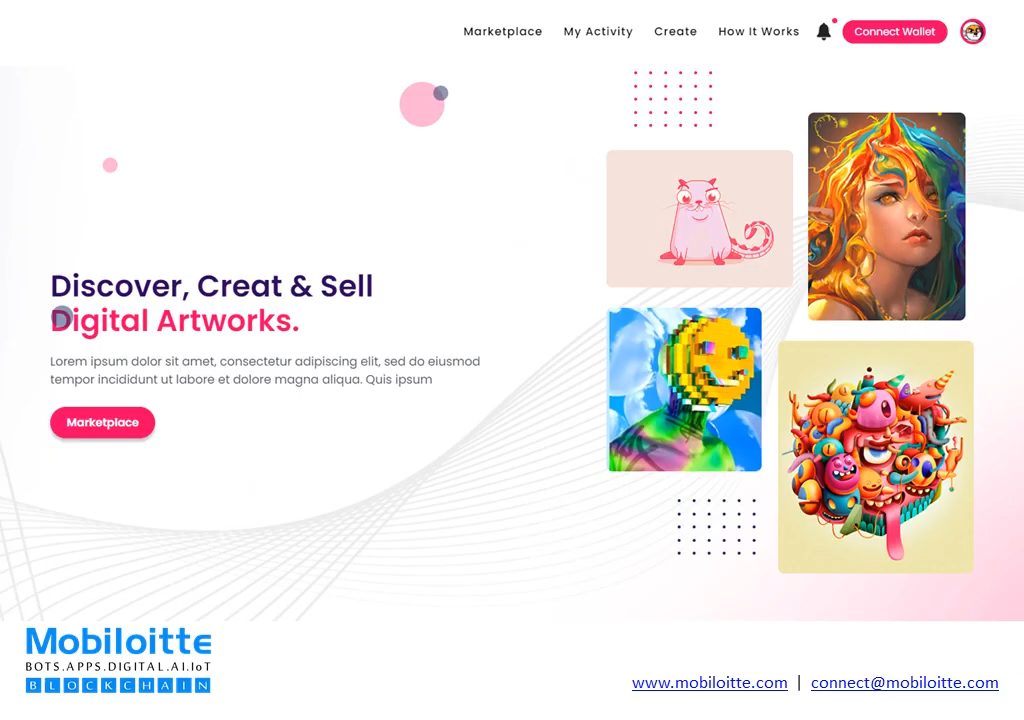 Marketplace My Activity Create How It Works Connect Wallet
Discover, Creat & Sell
Digital Artworks.
Lorem ipsum dolor sit amet, consectetur adipiscing elit, sed do eiusmod
tempor incididunt ut labore et dolore magna aliqua. Quis ipsum
Marketplace
Mobiloitte
BOTS.APPS.DIGITAL.AI.IoT
BLOCKCHAIN
www.mobiloitte.com | connect@mobiloitte.com